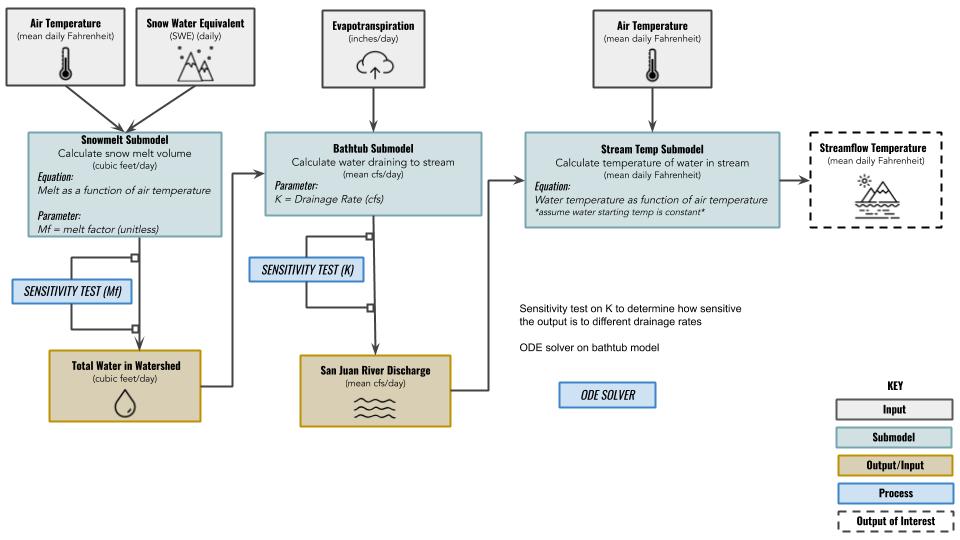 Air Temperature
(mean daily Fahrenheit)
Snow Water Equivalent
(SWE) (daily)
Evapotranspiration
(inches/day)
Air Temperature
(mean daily Fahrenheit)
Snowmelt Submodel
Calculate snow melt volume
(cubic feet/day)
Equation:
Melt as a function of air temperature
Parameter:
Mf = melt factor (unitless)
Bathtub Submodel
Calculate water draining to stream
(mean cfs/day)
Parameter:
K = Drainage Rate (cfs)
Stream Temp Submodel
Calculate temperature of water in stream
(mean daily Fahrenheit)
Equation:
Water temperature as function of air temperature
*assume water starting temp is constant*
Streamflow Temperature
(mean daily Fahrenheit)
SENSITIVITY TEST (Mf)
SENSITIVITY TEST (K)
Total Water in Watershed
(cubic feet/day)
San Juan River Discharge
(mean cfs/day)
Sensitivity test on K to determine how sensitive
the output is to different drainage rates
ODE solver on bathtub model
ODE SOLVER
KEY
Input
Submodel
Output/Input
Process
Output of Interest